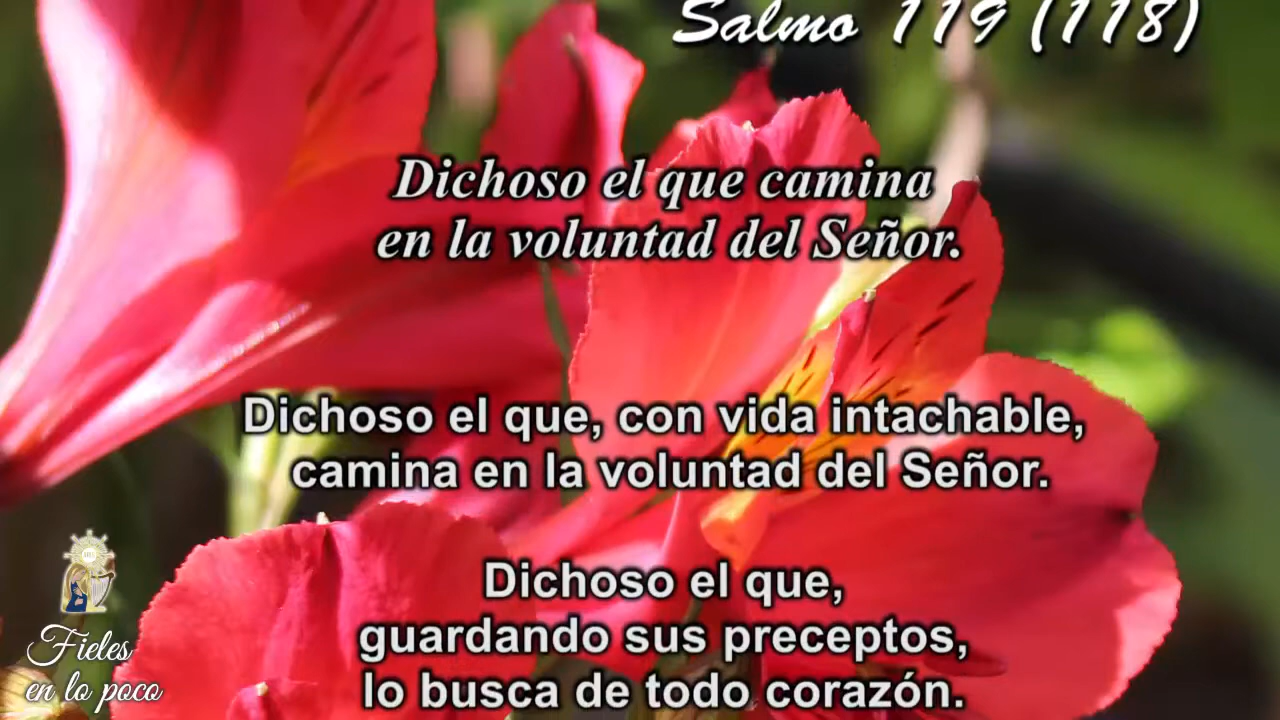 Salmo 119 (118)
Dichoso el que camina
en la voluntad del Señor.
Dichoso el que, con vida intachable,
camina en la voluntad del Señor.
Dichoso el que,
guardando sus preceptos,
lo busca de todo corazón.
Fieles
en lo poco